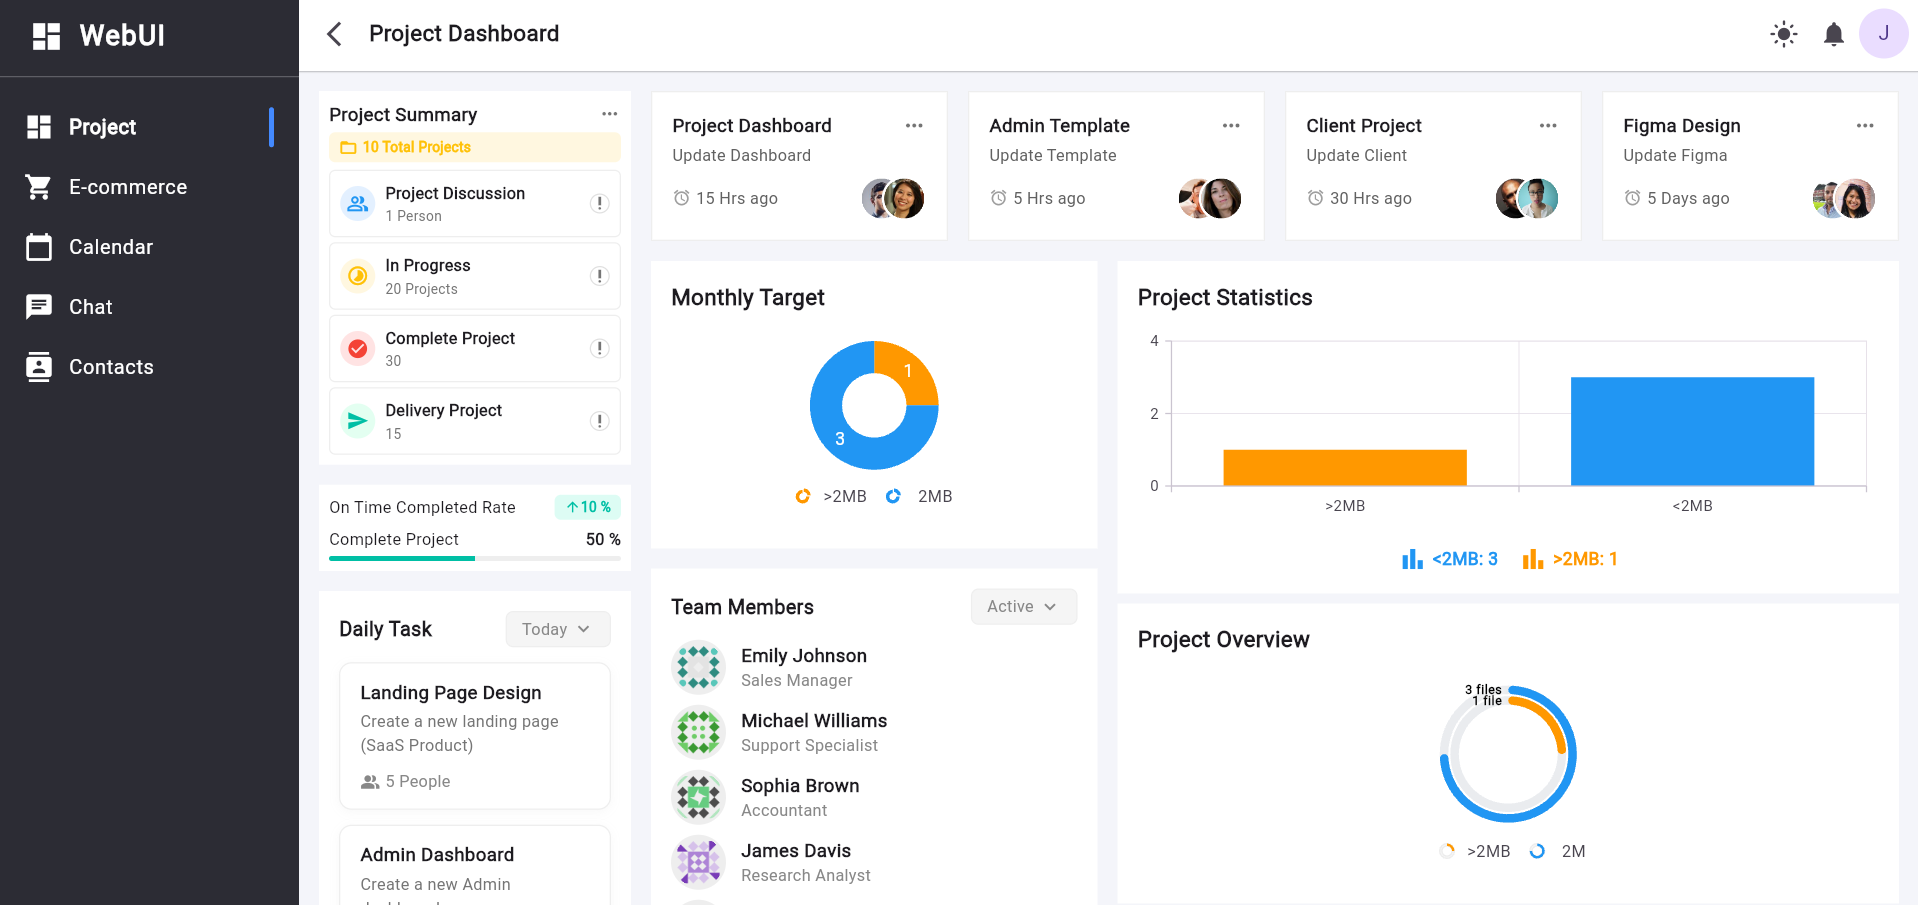 WebUI
Project
E-commerce
Calendar
Chat
Contacts
Project Dashboard
J
Project Summary
10 Total Projects
Project Discussion
1 Person
In Progress
20 Projects
Complete Project
30
Delivery Project
15
On Time Completed Rate
10 %
Complete Project
50 %
Daily Task
Today
Landing Page Design
Create a new landing page
(SaaS Product)
5 People
Admin Dashboard
Create a new Admin
Project Dashboard
Update Dashboard
15 Hrs ago
Admin Template
Update Template
5 Hrs ago
Client Project
Update Client
30 Hrs ago
Figma Design
Update Figma
5 Days ago
Monthly Target
1
3
>2MB
2MB
Team Members
Active
Emily Johnson
Sales Manager
Michael Williams
Support Specialist
Sophia Brown
Accountant
James Davis
Research Analyst
Project Statistics
4
2
0
>2MB
<2MB
<2MB: 3
>2MB: 1
Project Overview
3 files
1 file
>2MB
2M